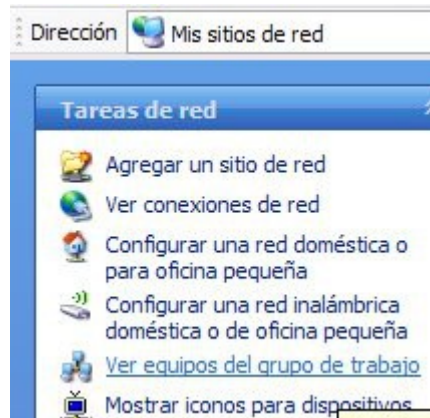 Dirección Mis sitios de red
Tareas de red
Agregar un sitio de red
Ver conexiones de red
Configurar una red doméstica o
para oficina pequeña
Configurar una red inalámbrica
doméstica o de oficina pequeña
Ver equipos del grupo de trabajo
Mostrar iconos para dispositivos